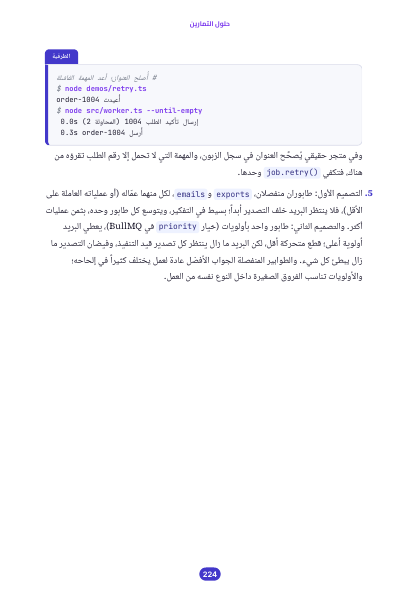 حلول التمارين
الطرفية
# أصلح العنوان، أعد المهمة الفاشلة
$ node demos/retry.ts
أعيدت order-1004
$ node src/worker.ts --until-empty
0.0s إرسال تأكيد الطلب 1004 (المحاولة 2)
0.3s order-1004 أُرسل
وفي متجر حقيقي يُصحَّح العنوان في سجل الزبون، والمهمة التي لا تحمل إلا رقم الطلب تقرؤه من
هناك، فتكفي job.retry() وحدها.
5. التصميم الأول: طابوران منفصلان، exports و emails، لكل منهما عمّاله (أو عملياته العاملة على
الأقل)، فلا ينتظر البريد خلف التصدير أبداً؛ بسيط في التفكير، ويتوسع كل طابور وحده، بثمن عمليات
أكثر. والتصميم الثاني: طابور واحد بأولويات (خيار priority في BullMQ)، يعطي البريد
أولوية أعلى؛ قطع متحركة أقل، لكن البريد ما زال ينتظر كل تصدير قيد التنفيذ، وفيضان التصدير ما
زال يبطئ كل شيء. والطوابير المنفصلة الجواب الأفضل عادة لعمل يختلف كثيراً في إلحاحه؛
والأولويات تناسب الفروق الصغيرة داخل النوع نفسه من العمل.
224